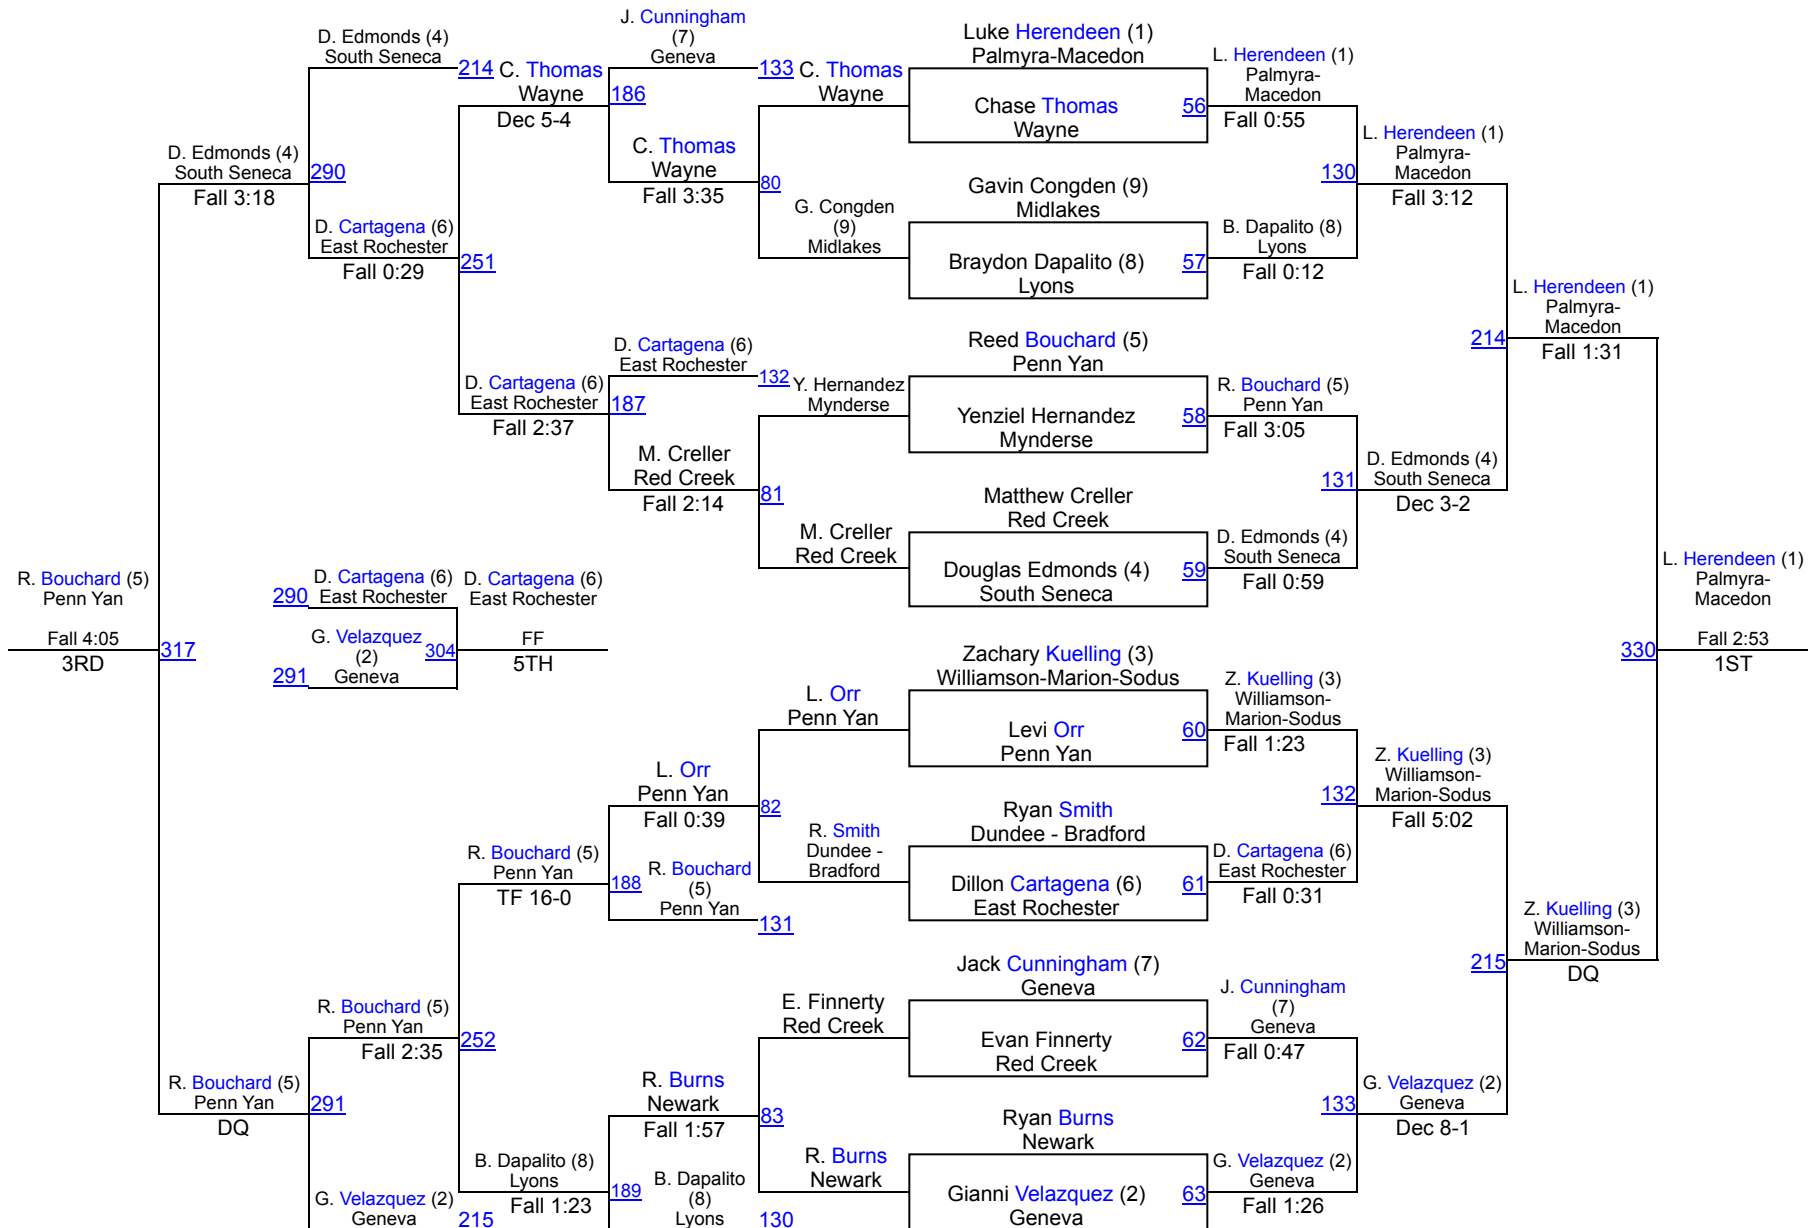 D. Edmonds (4)
South Seneca
214
C. Thomas
Wayne
Dec 5-4
J. Cunningham
(7)
Geneva
186
133
C. Thomas
Wayne
Luke Herendeen (1)
Palmyra-Macedon
Chase Thomas
Wayne
56
L. Herendeen (1)
Palmyra-
Macedon
Fall 0:55
D. Edmonds (4)
South Seneca
Fall 3:18
290
C. Thomas
Wayne
Fall 3:35
80
130
L. Herendeen (1)
Palmyra-
Macedon
Fall 3:12
D. Cartagena (6)
East Rochester
Fall 0:29
251
G. Congden
(9)
Midlakes
Gavin Congden (9)
Midlakes
Braydon Dapalito (8)
Lyons
57
B. Dapalito (8)
Lyons
Fall 0:12
L. Herendeen (1)
Palmyra-
Macedon
Fall 1:31
214
D. Cartagena (6)
East Rochester
Fall 2:37
187
D. Cartagena (6)
East Rochester
132
Y. Hernandez
Mynderse
Reed Bouchard (5)
Penn Yan
Yenziel Hernandez
Mynderse
58
R. Bouchard (5)
Penn Yan
Fall 3:05
M. Creller
Red Creek
Fall 2:14
81
131
D. Edmonds (4)
South Seneca
Dec 3-2
M. Creller
Red Creek
Matthew Creller
Red Creek
Douglas Edmonds (4)
South Seneca
59
D. Edmonds (4)
South Seneca
Fall 0:59
R. Bouchard (5)
Penn Yan
Fall 4:05
3RD
317
290
D. Cartagena (6)
East Rochester
G. Velazquez
(2)
Geneva
291
304
D. Cartagena (6)
East Rochester
FF
5TH
330
L. Herendeen (1)
Palmyra-
Macedon
Fall 2:53
1ST
L. Orr
Penn Yan
Zachary Kuelling (3)
Williamson-Marion-Sodus
Levi Orr
Penn Yan
60
Z. Kuelling (3)
Williamson-
Marion-Sodus
Fall 1:23
L. Orr
Penn Yan
Fall 0:39
82
132
Z. Kuelling (3)
Williamson-
Marion-Sodus
Fall 5:02
R. Bouchard (5)
Penn Yan
TF 16-0
188
R. Bouchard
(5)
Penn Yan
131
R. Smith
Dundee -
Bradford
Ryan Smith
Dundee - Bradford
Dillon Cartagena (6)
East Rochester
61
D. Cartagena (6)
East Rochester
Fall 0:31
215
Z. Kuelling (3)
Williamson-
Marion-Sodus
DQ
R. Bouchard (5)
Penn Yan
Fall 2:35
252
E. Finnerty
Red Creek
Jack Cunningham (7)
Geneva
Evan Finnerty
Red Creek
62
J. Cunningham
(7)
Geneva
Fall 0:47
R. Bouchard (5)
Penn Yan
DQ
291
R. Burns
Newark
Fall 1:57
83
133
G. Velazquez (2)
Geneva
Dec 8-1
G. Velazquez (2)
Geneva
215
B. Dapalito (8)
Lyons
Fall 1:23
189
B. Dapalito
(8)
Lyons
130
R. Burns
Newark
Ryan Burns
Newark
Gianni Velazquez (2)
Geneva
63
G. Velazquez (2)
Geneva
Fall 1:26